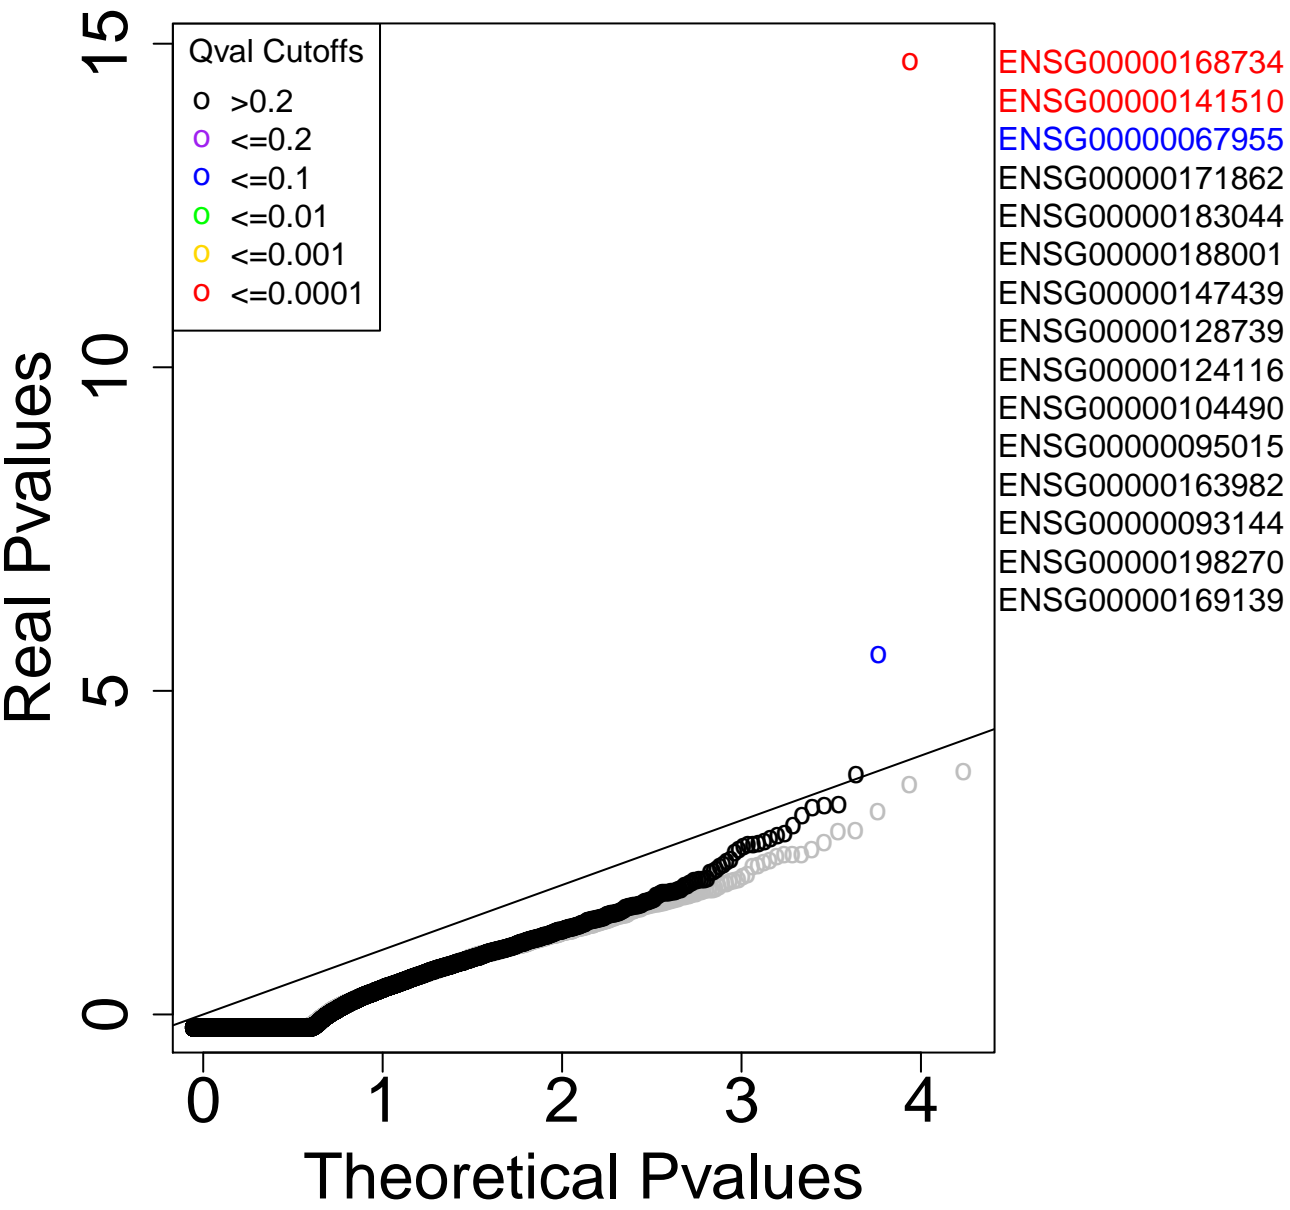 Qval Cutoffs
o >0.2
o <=0.2
o <=0.1
o <=0.01
o <=0.001
o <=0.0001
ENSG00000168734
ENSG00000141510
ENSG00000067955
ENSG00000171862
ENSG00000183044
ENSG00000188001
ENSG00000147439
ENSG00000128739
ENSG00000124116
ENSG00000104490
ENSG00000095015
ENSG00000163982
ENSG00000093144
ENSG00000198270
ENSG00000169139
Real Pvalues
15
10
5
0
0 1 2 3 4
Theoretical Pvalues